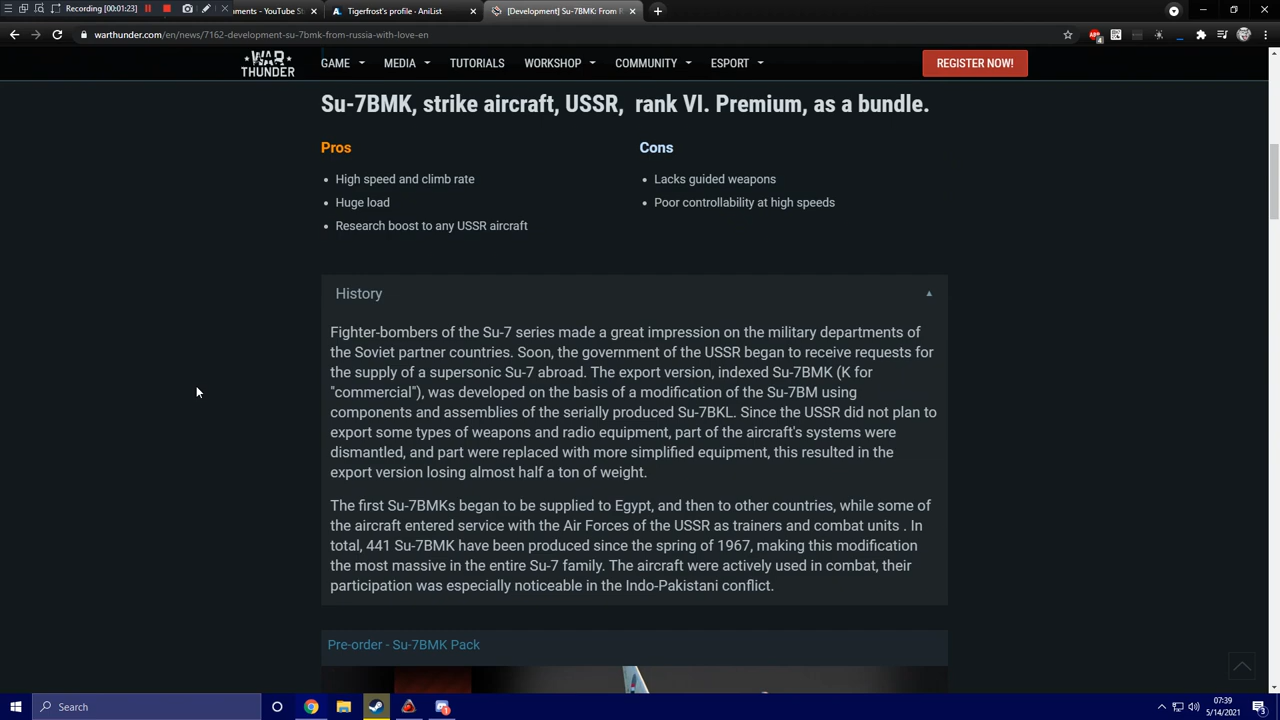 Recording [00:01:23]
uments - YouTube St
Tigerfrost's profile · AniList
[Development] Su-7BMK: From R
warthunder.com/en/news/7162-development-su-7bmk-from-russia-with-love-en
WAR THUNDER
GAME
MEDIA
TUTORIALS
WORKSHOP
COMMUNITY
ESPORT
REGISTER NOW!
Su-7BMK, strike aircraft, USSR, rank VI. Premium, as a bundle.
Pros
High speed and climb rate
Huge load
Research boost to any USSR aircraft
Cons
Lacks guided weapons
Poor controllability at high speeds
History
Fighter-bombers of the Su-7 series made a great impression on the military departments of
the Soviet partner countries. Soon, the government of the USSR began to receive requests for
the supply of a supersonic Su-7 abroad. The export version, indexed Su-7BMK (K for
"commercial"), was developed on the basis of a modification of the Su-7BM using
components and assemblies of the serially produced Su-7BKL. Since the USSR did not plan to
export some types of weapons and radio equipment, part of the aircraft's systems were
dismantled, and part were replaced with more simplified equipment, this resulted in the
export version losing almost half a ton of weight.
The first Su-7BMKs began to be supplied to Egypt, and then to other countries, while some of
the aircraft entered service with the Air Forces of the USSR as trainers and combat units . In
total, 441 Su-7BMK have been produced since the spring of 1967, making this modification
the most massive in the entire Su-7 family. The aircraft were actively used in combat, their
participation was especially noticeable in the Indo-Pakistani conflict.
Pre-order - Su-7BMK Pack
Search
07:39
5/14/2021
3